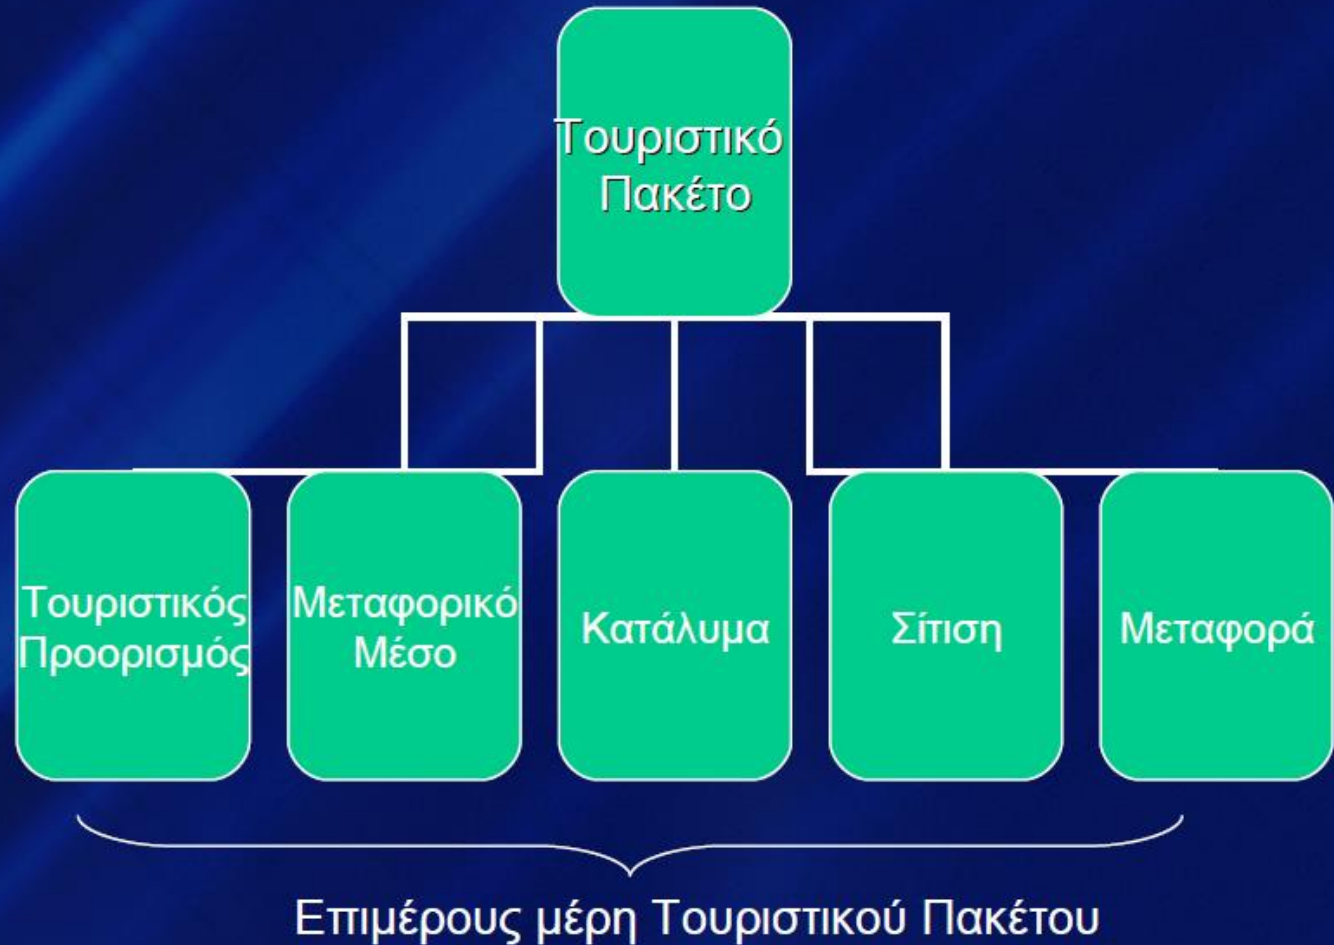 Τουριστικό
Πακέτο
Τουριστικός
Προορισμός
Μεταφορικό
Μέσο
Κατάλυμα
Σίτιση
Μεταφορά
Επιμέρους μέρη Τουριστικού Πακέτου